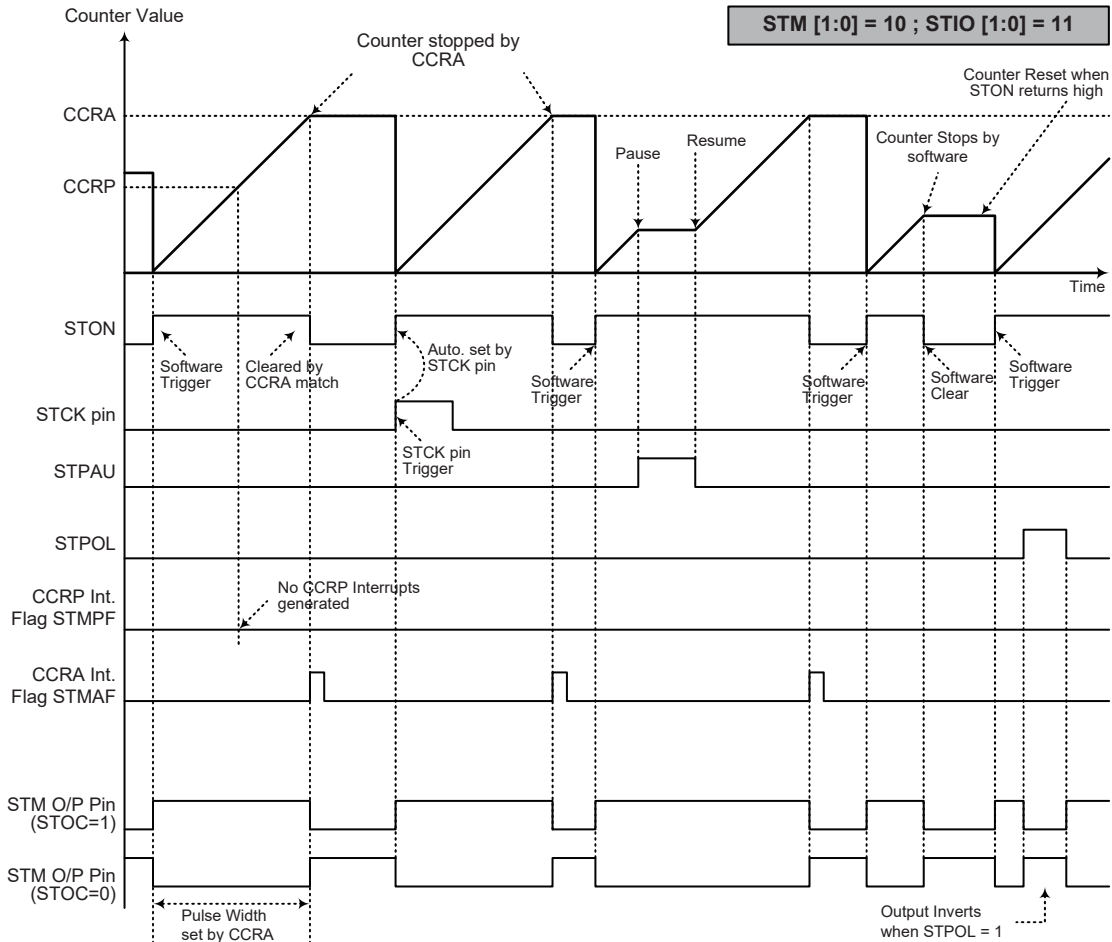 Counter Value
STM [1:0] = 10 ; STIO [1:0] = 11
Counter stopped by
CCRA
Counter Reset when
STON returns high
CCRA
Pause
Resume
Counter Stops by
software
CCRP
Time
STON
Software
Trigger
Cleared by
CCRA match
Auto. set by
STCK pin
Software
Trigger
Software
Trigger
Software
Clear
Software
Trigger
STCK pin
STCK pin
Trigger
STPAU
STPOL
CCRP Int.
Flag STMPF
No CCRP Interrupts
generated
CCRA Int.
Flag STMAF
STM O/P Pin
(STOC=1)
STM O/P Pin
(STOC=0)
Pulse Width
set by CCRA
Output Inverts
when STPOL = 1